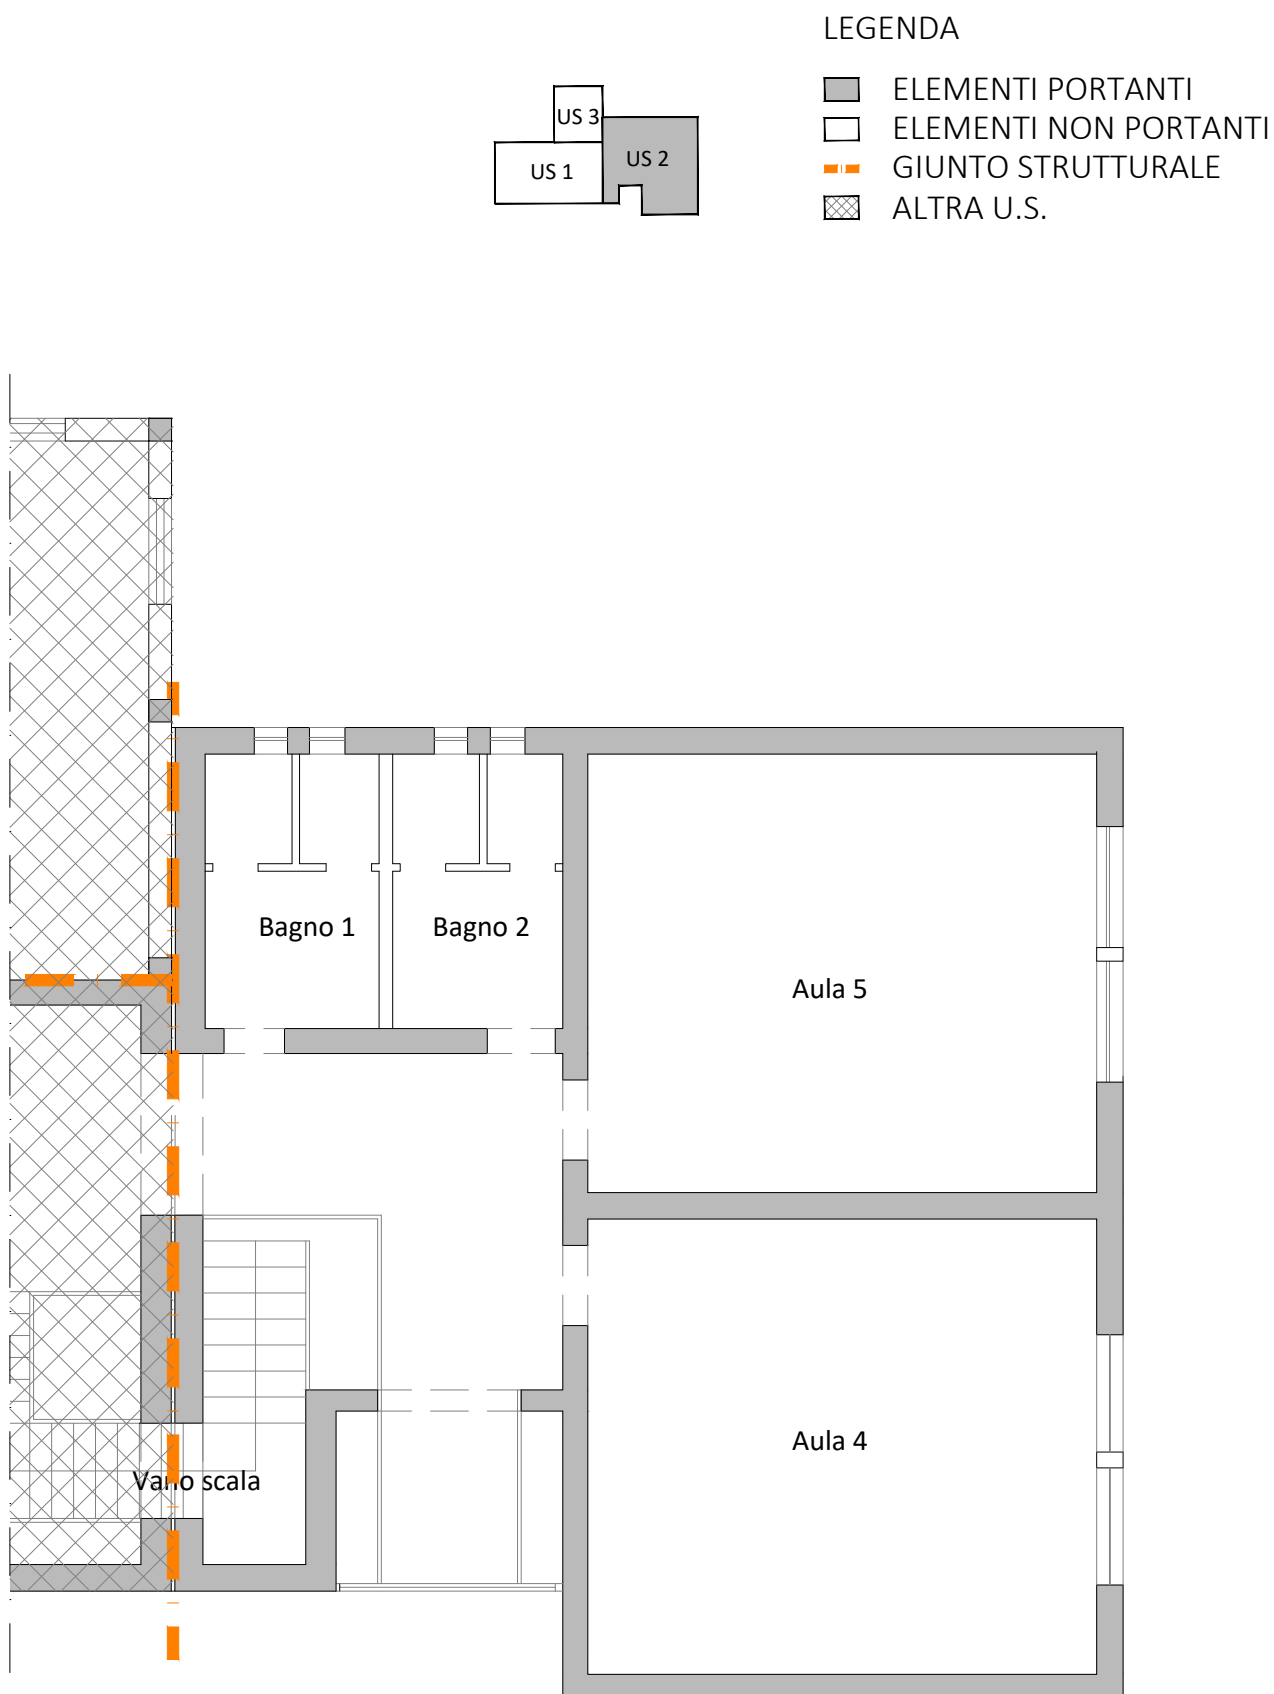 LEGENDA
ELEMENTI PORTANTI
ELEMENTI NON PORTANTI
GIUNTO STRUTTURALE
ALTRA U.S.
US 3
US 2
US 1
Bagno 1
Bagno 2
Aula 5
Aula 4
Vano scala